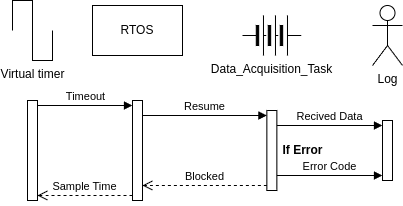 RTOS
Virtual timer
Data_Acquisition_Task
Log
Timeout
Resume
Recived Data
If Error
Error Code
Blocked
Sample Time